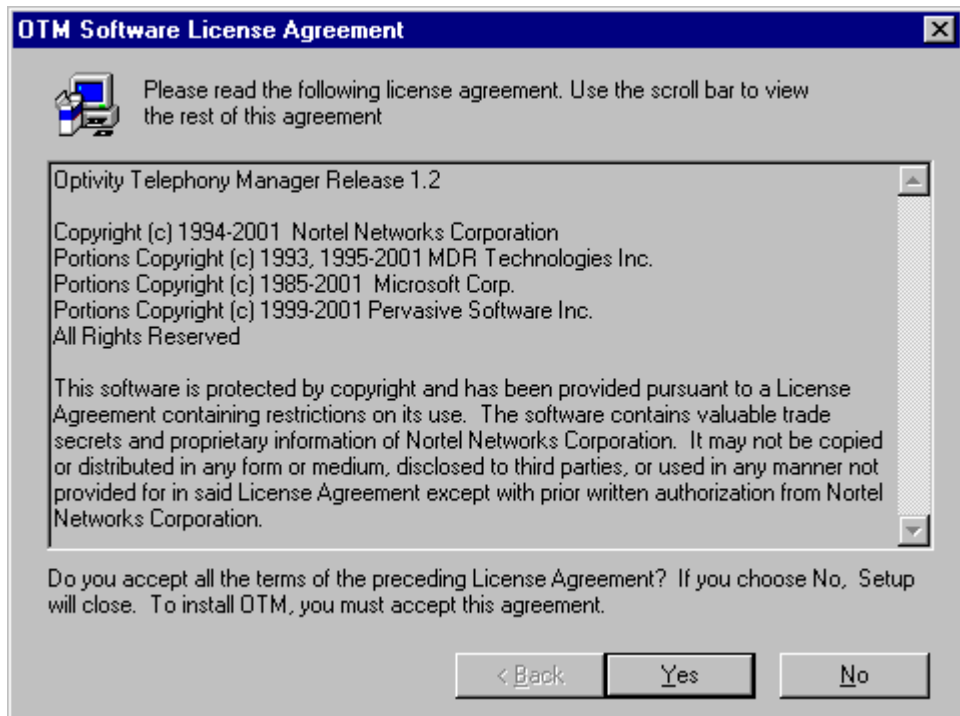 OTM Software License Agreement
Please read the following license agreement. Use the scroll bar to view
the rest of this agreement
Optivity Telephony Manager Release 1.2
Copyright (c) 1994-2001  Nortel Networks Corporation
Portions Copyright (c) 1993, 1995-2001 MDR Technologies Inc.
Portions Copyright (c) 1985-2001  Microsoft Corp.
Portions Copyright (c) 1999-2001 Pervasive Software Inc.
All Rights Reserved
This software is protected by copyright and has been provided pursuant to a License
Agreement containing restrictions on its use.  The software contains valuable trade
secrets and proprietary information of Nortel Networks Corporation.  It may not be copied
or distributed in any form or medium, disclosed to third parties, or used in any manner not
provided for in said License Agreement except with prior written authorization from Nortel
Networks Corporation.
Do you accept all the terms of the preceding License Agreement?  If you choose No,  Setup
will close.  To install OTM, you must accept this agreement.
< Back
Yes
No